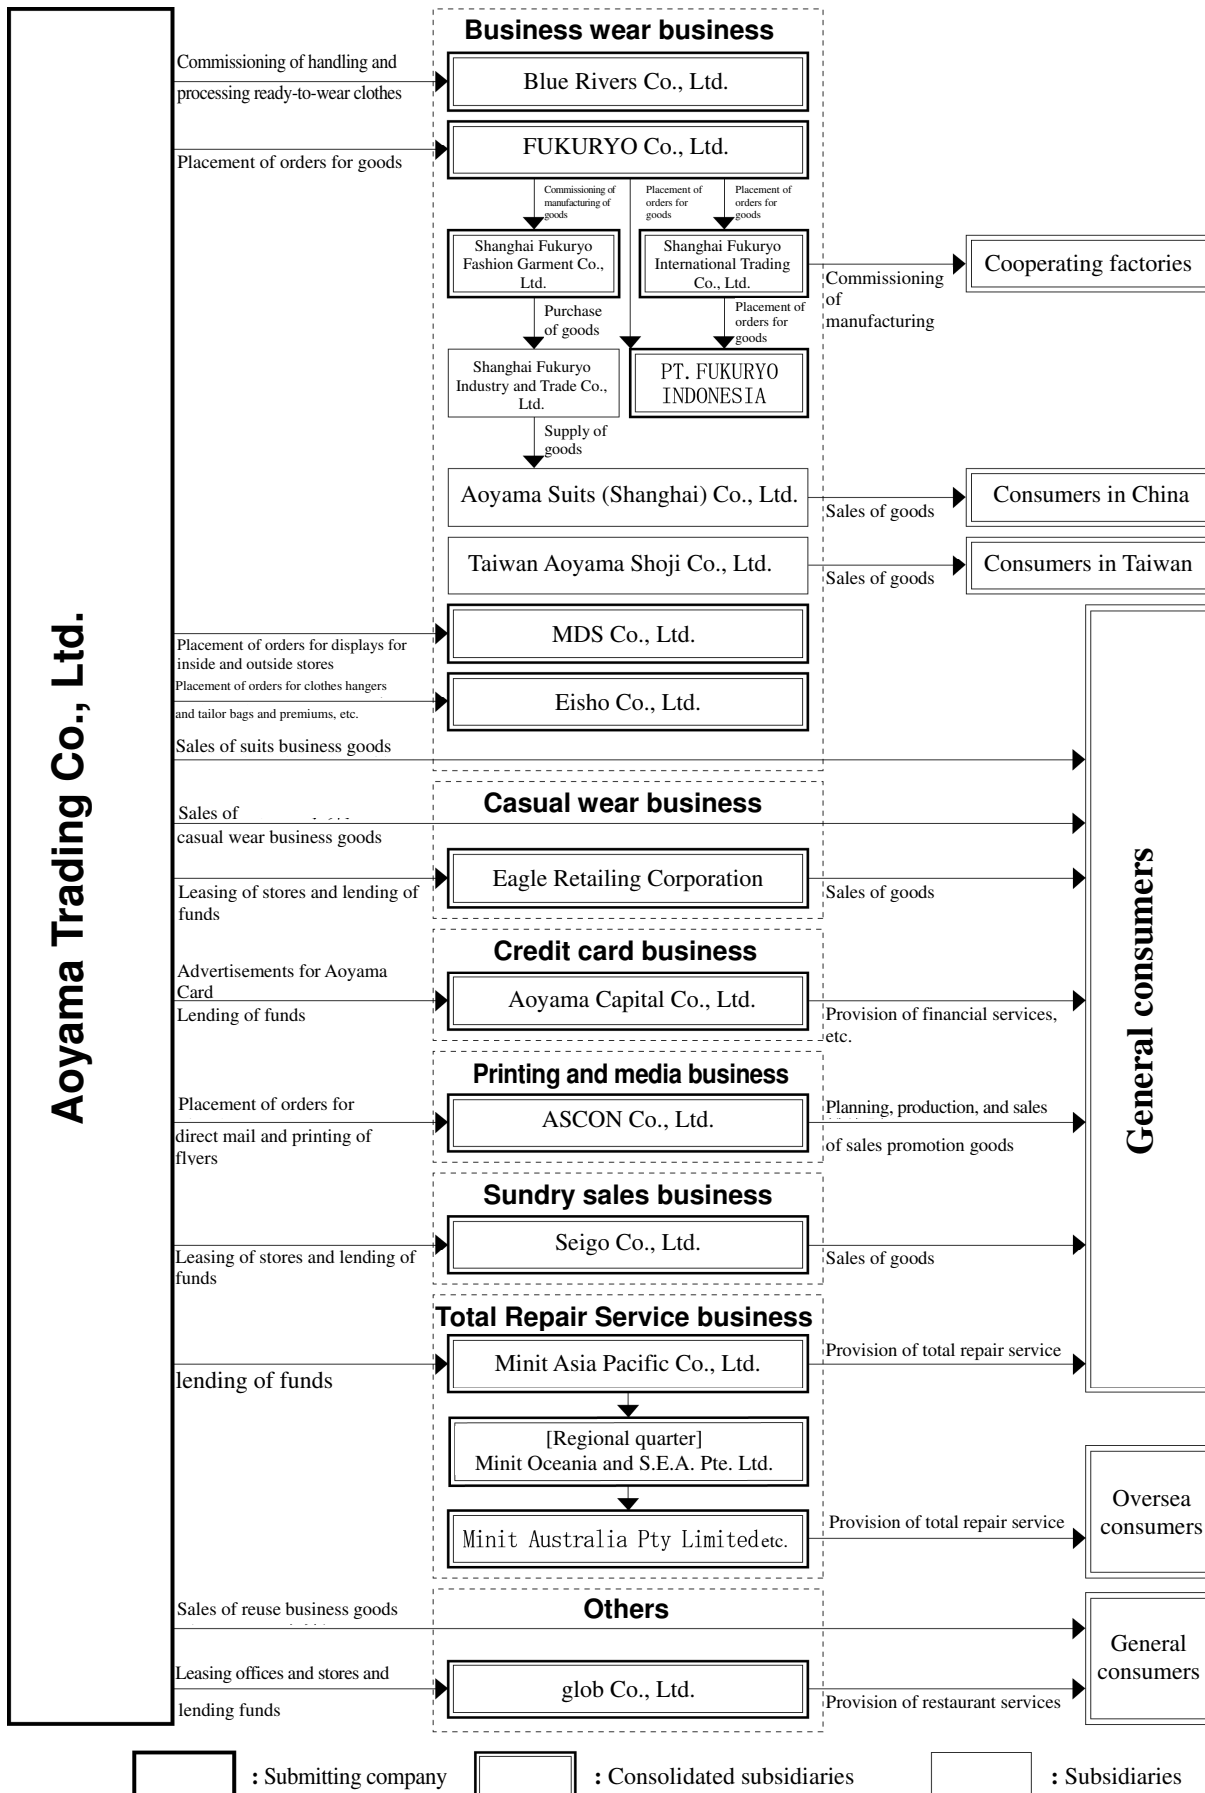 Aoyama Trading Co., Ltd.
Business wear business
Commissioning of handling and
processing ready-to-wear clothes
Blue Rivers Co., Ltd.
Placement of orders for goods
FUKURYO Co., Ltd.
Commissioning of
manufacturing of
goods
Placement of
orders for
goods
Placement of
orders for
goods
Shanghai Fukuryo
Fashion Garment Co.,
Ltd.
Shanghai Fukuryo
International Trading
Co., Ltd.
Commissioning
of
manufacturing
Cooperating factories
Purchase
of goods
Placement of
orders for
goods
Shanghai Fukuryo
Industry and Trade Co.,
Ltd.
PT. FUKURYO
INDONESIA
Supply of
goods
Aoyama Suits (Shanghai) Co., Ltd.
Sales of goods
Consumers in China
Taiwan Aoyama Shoji Co., Ltd.
Sales of goods
Consumers in Taiwan
Placement of orders for displays for
inside and outside stores
MDS Co., Ltd.
Placement of orders for clothes hangers
and tailor bags and premiums, etc.
Eisho Co., Ltd.
Sales of suits business goods
General consumers
Casual wear business
Sales of
casual wear business goods
Leasing of stores and lending of
funds
Eagle Retailing Corporation
Sales of goods
Credit card business
Advertisements for Aoyama
Card
Lending of funds
Aoyama Capital Co., Ltd.
Provision of financial services,
etc.
Printing and media business
Placement of orders for
direct mail and printing of
flyers
ASCON Co., Ltd.
Planning, production, and sales
of sales promotion goods
Sundry sales business
Leasing of stores and lending of
funds
Seigo Co., Ltd.
Sales of goods
Total Repair Service business
lending of funds
Minit Asia Pacific Co., Ltd.
Provision of total repair service
[Regional quarter]
Minit Oceania and S.E.A. Pte. Ltd.
Minit Australia Pty Limited etc.
Provision of total repair service
Oversea
consumers
Others
Sales of reuse business goods
Leasing offices and stores and
lending funds
glob Co., Ltd.
Provision of restaurant services
General
consumers
: Submitting company
: Consolidated subsidiaries
: Subsidiaries